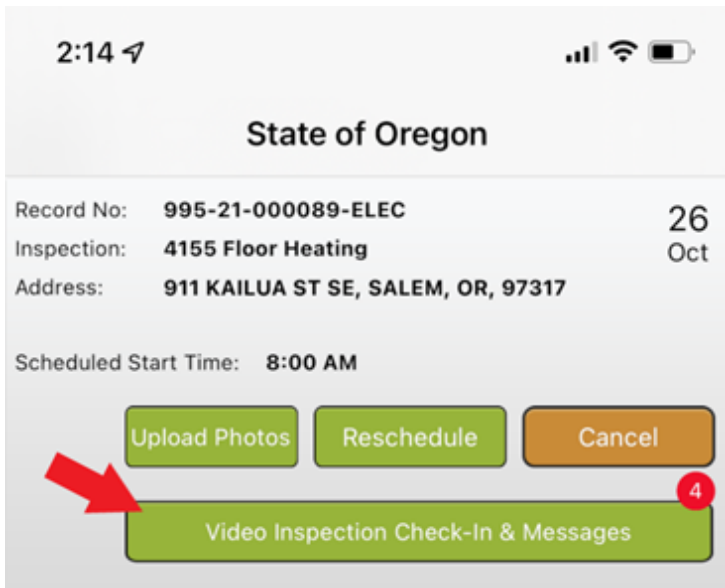 2:14
State of Oregon
Record No: 995-21-000089-ELEC
26
Inspection: 4155 Floor Heating
Oct
Address: 911 KAILUA ST SE, SALEM, OR, 97317
Scheduled Start Time: 8:00 AM
Upload Photos Reschedule Cancel
4
Video Inspection Check-In & Messages